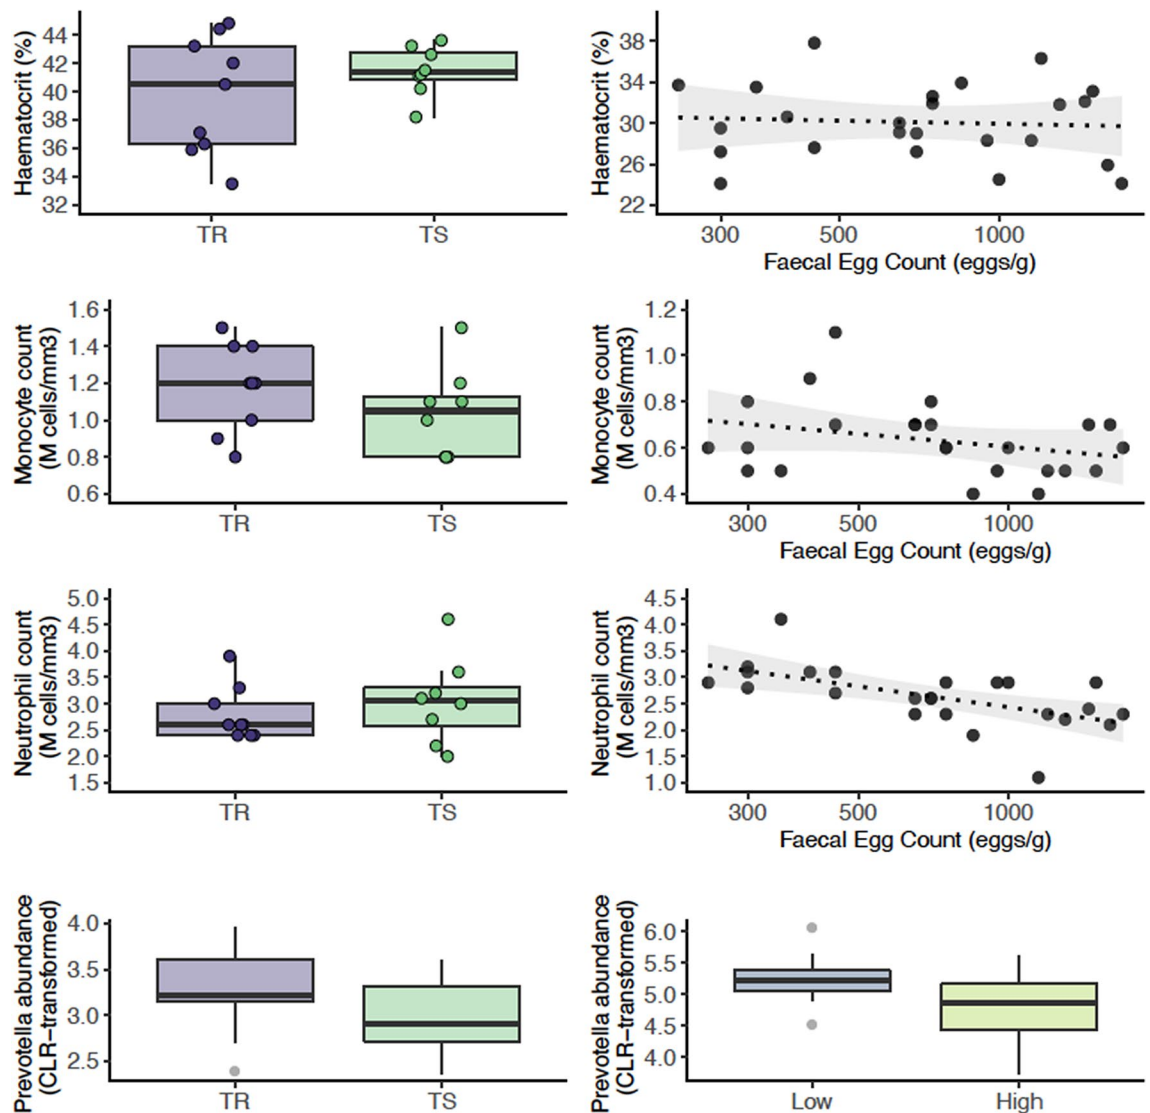 Haematocrit (%)
44
42
40
38
36
34
32
TR
TS
Haematocrit (%)
38
34
30
26
22
300
500
1000
Faecal Egg Count (eggs/g)
Monocyte count
(M cells/mm3)
1.6
1.4
1.2
1.0
0.8
0.6
TR
TS
Monocyte count
(M cells/mm3)
1.2
1.0
0.8
0.6
0.4
300
500
1000
Faecal Egg Count (eggs/g)
Neutrophil count
(M cells/mm3)
5.0
4.5
4.0
3.5
3.0
2.5
2.0
1.5
TR
TS
Neutrophil count
(M cells/mm3)
4.5
4.0
3.5
3.0
2.5
2.0
1.5
1.0
300
500
1000
Faecal Egg Count (eggs/g)
Prevotella abundance
(CLR−transformed)
4.0
3.5
3.0
2.5
TR
TS
Prevotella abundance
(CLR−transformed)
6.0
5.5
5.0
4.5
4.0
Low
High